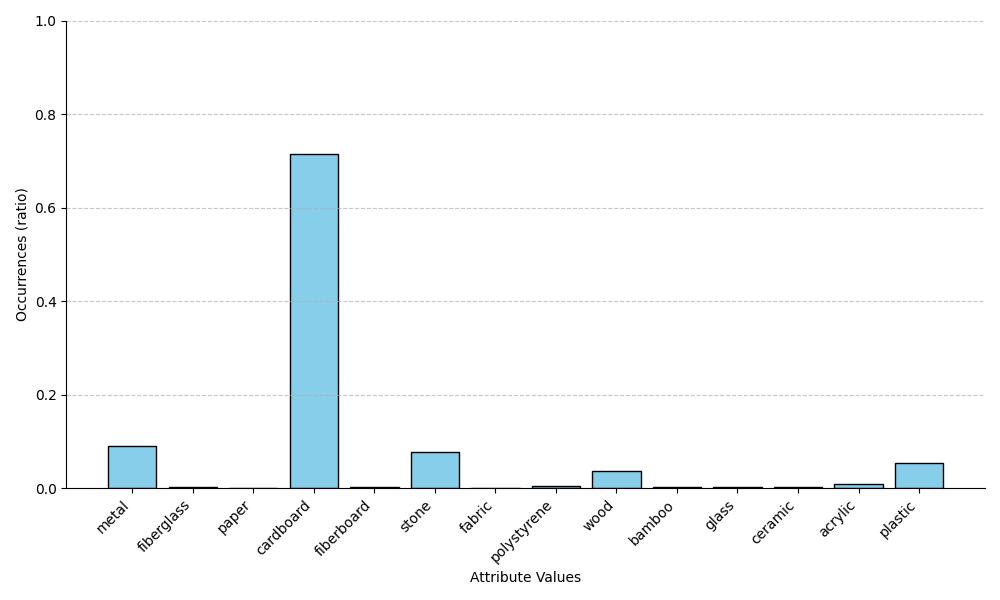 1.0
0.8
0.6
0.4
0.2
0.0
Occurrences (ratio)
metal
fiberglass
paper
cardboard
fiberboard
stone
fabric
polystyrene
wood
bamboo
glass
ceramic
acrylic
plastic
Attribute Values